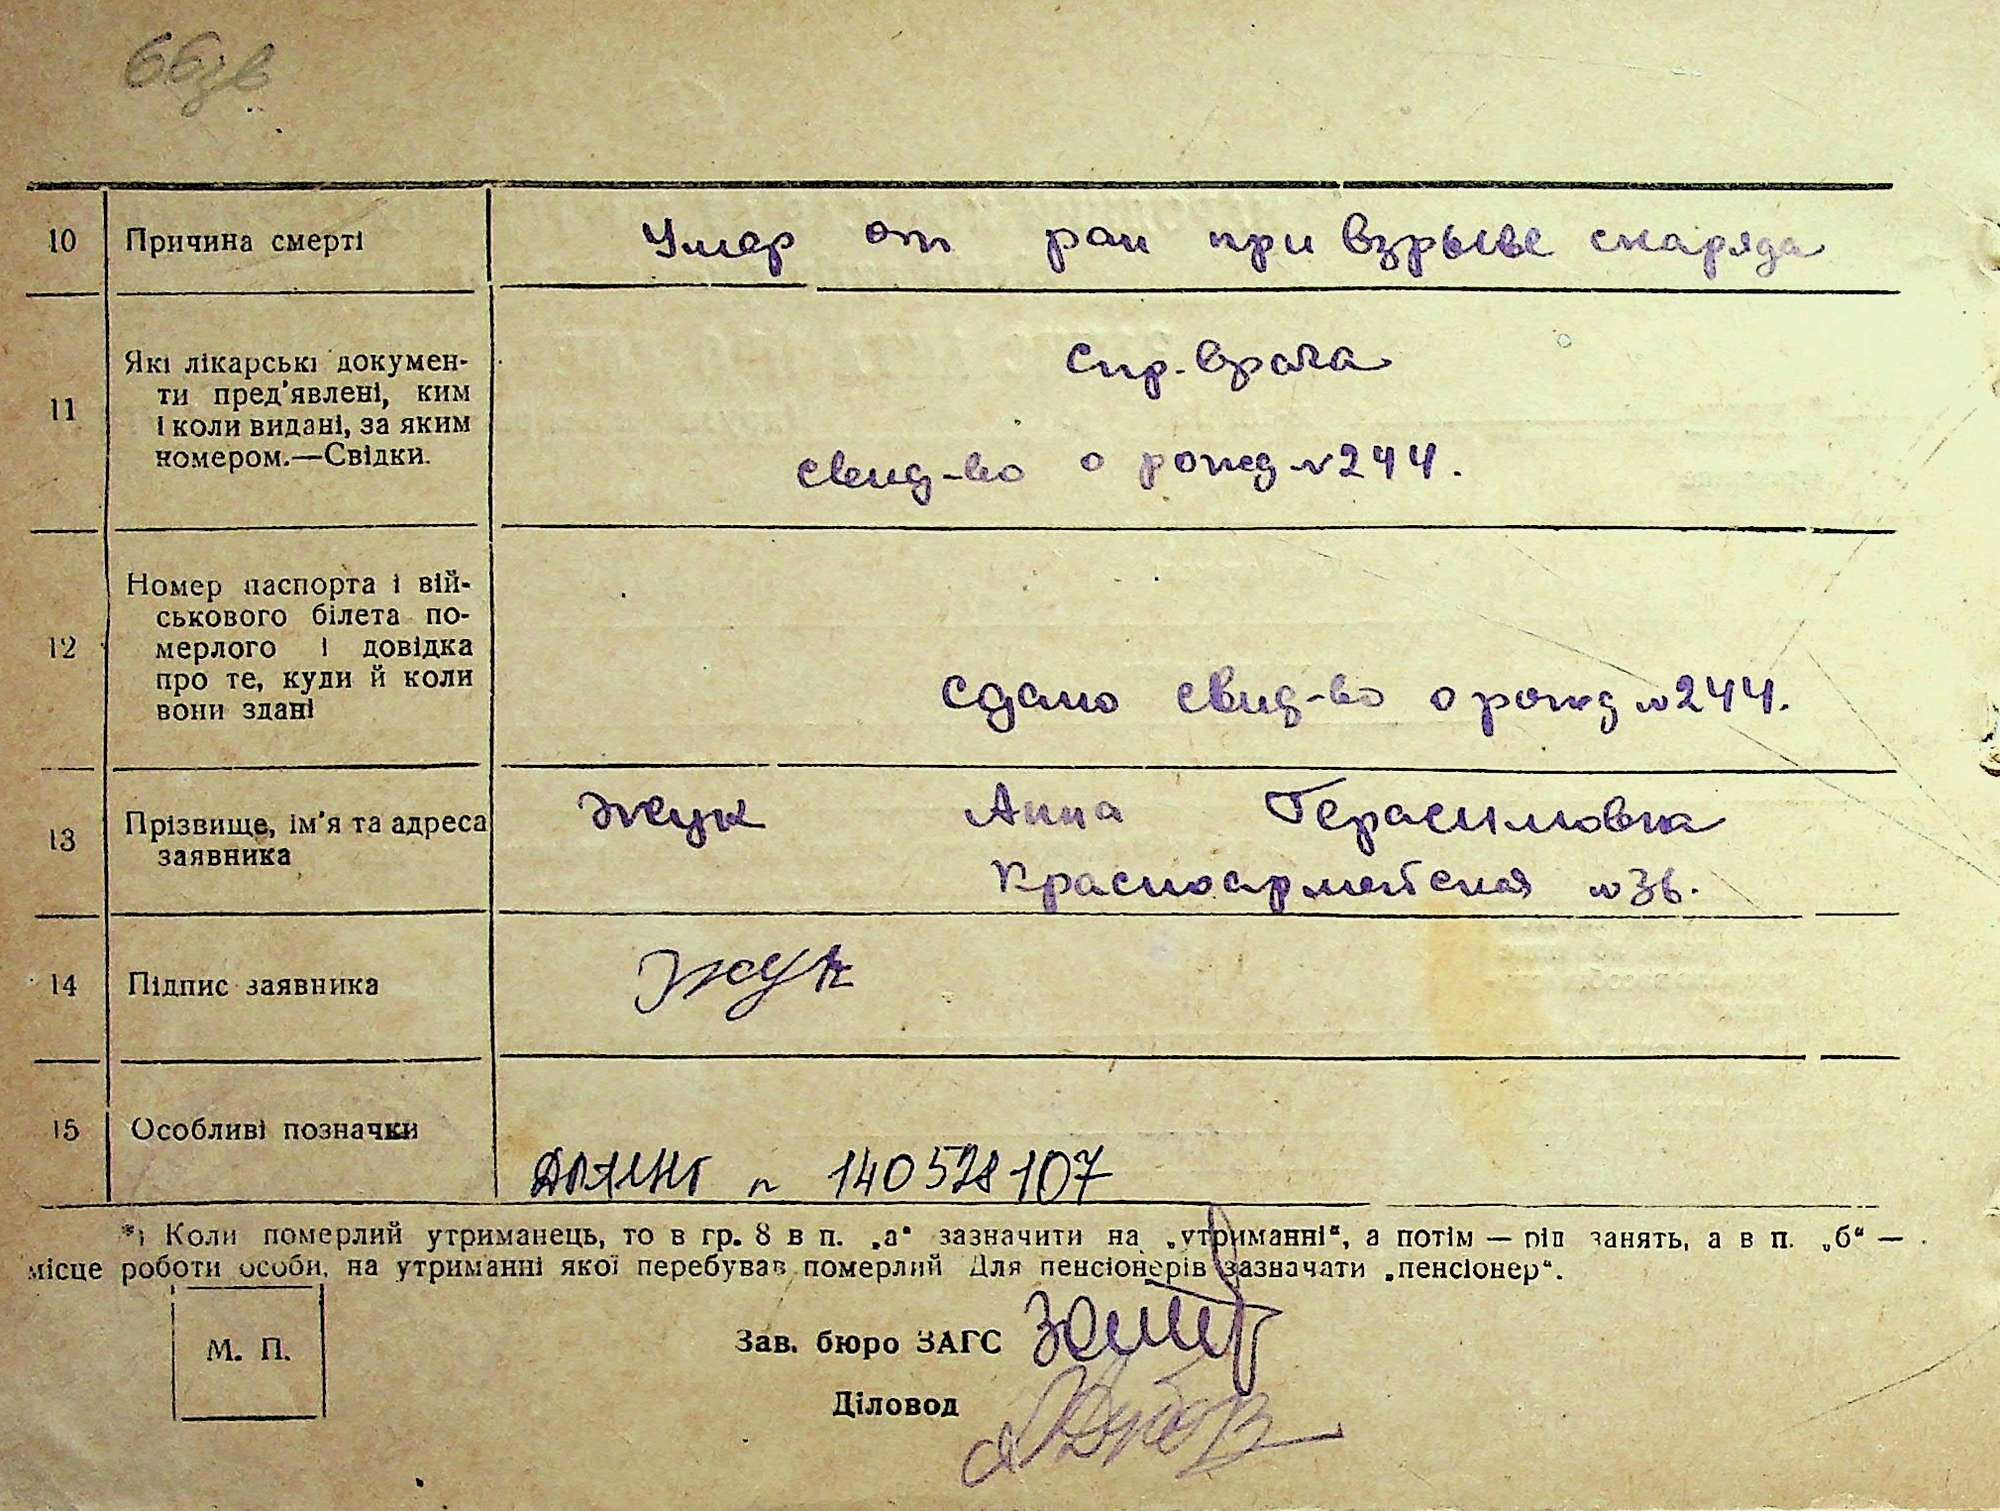 10 Причина смерті Умер от ран при взрыве снаряда
11 Які лікарські докумен-
ти пред'явлені, ким
і коли видані, за яким
номером.—Свідки.
Спр. врача
свид-во о рожд №244.
12 Номер паспорта і вій-
ськового білета по-
мерлого і довідка
про те, куди й коли
вони здані
сдано свид-во о рожд №244.
13 Прізвище, ім'я та адреса
заявника
Жук Анна Герасимовна
Красноармейская №36.
14 Підпис заявника Жук
15 Особливі позначки
140528107
*) Коли померлий утриманець, то в гр. 8 в п. „а“ зазначити на „утриманні“, а потім — рід занять, а в п. „б“ —
місце роботи особи, на утриманні якої перебував померлий Для пенсіонерів зазначати „пенсіонер“.
М. П.
Зав. бюро ЗАГС
Діловод